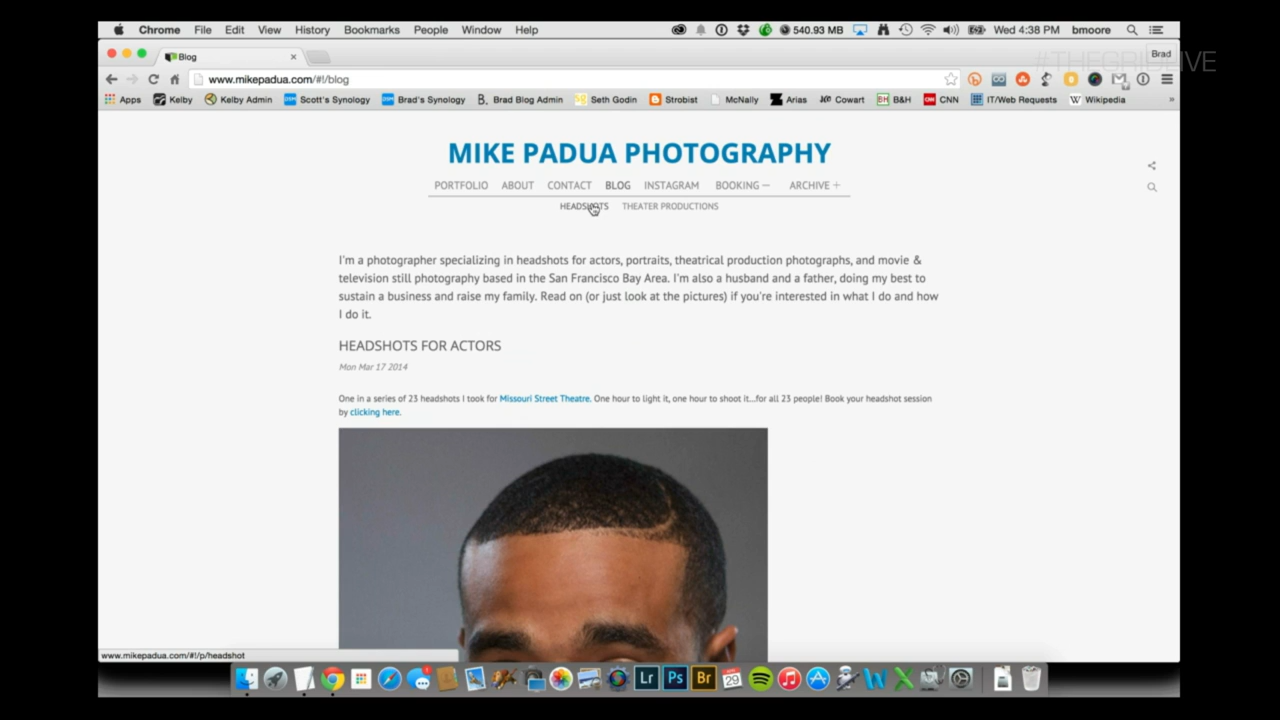 Chrome File Edit View History Bookmarks People Window Help 540.93 MB Wed 4:38 PM bmoore
#THEGRIDLIVE
Blog
Brad
www.mikepadua.com/#!/blog
Apps Kelby Kelby Admin Scott's Synology Brad's Synology B. Brad Blog Admin Seth Godin Strobist McNally Arias Cowart B&H CNN IT/Web Requests Wikipedia »
MIKE PADUA PHOTOGRAPHY
PORTFOLIO ABOUT CONTACT BLOG INSTAGRAM BOOKING — ARCHIVE +
HEADSHOTS THEATER PRODUCTIONS
I'm a photographer specializing in headshots for actors, portraits, theatrical production photographs, and movie &
television still photography based in the San Francisco Bay Area. I'm also a husband and a father, doing my best to
sustain a business and raise my family. Read on (or just look at the pictures) if you're interested in what I do and how
I do it.
HEADSHOTS FOR ACTORS
Mon Mar 17 2014
One in a series of 23 headshots I took for Missouri Street Theatre. One hour to light it, one hour to shoot it...for all 23 people! Book your headshot session
by clicking here.
www.mikepadua.com/#!/p/headshot
Lr Ps Br 29